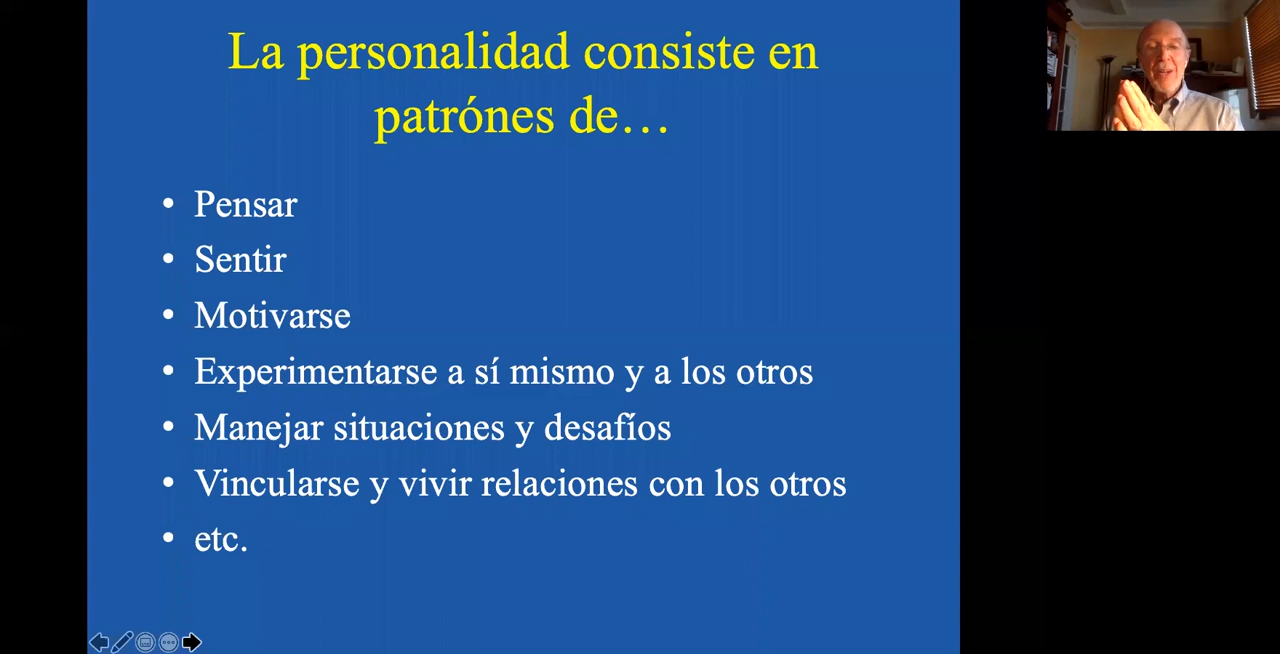 La personalidad consiste en
patrónes de…
• Pensar
• Sentir
• Motivarse
• Experimentarse a sí mismo y a los otros
• Manejar situaciones y desafíos
• Vincularse y vivir relaciones con los otros
• etc.